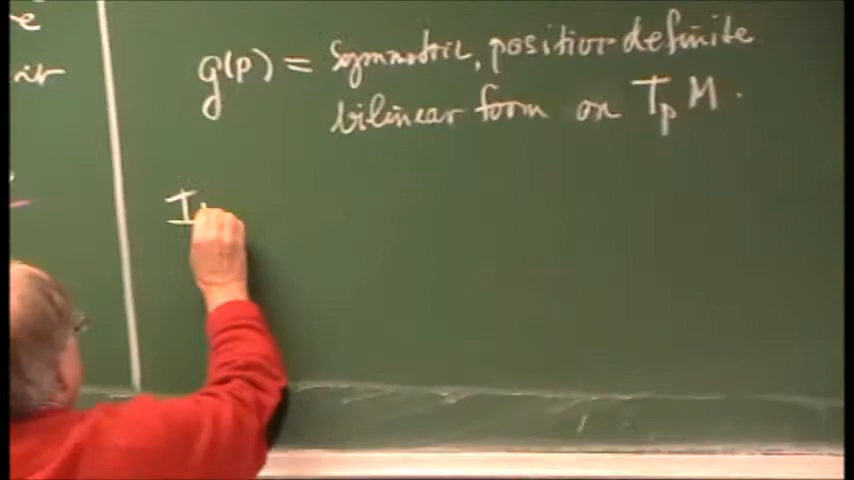 g(p) = symmetric, positive-definite
bilinear form on TₚM.
I